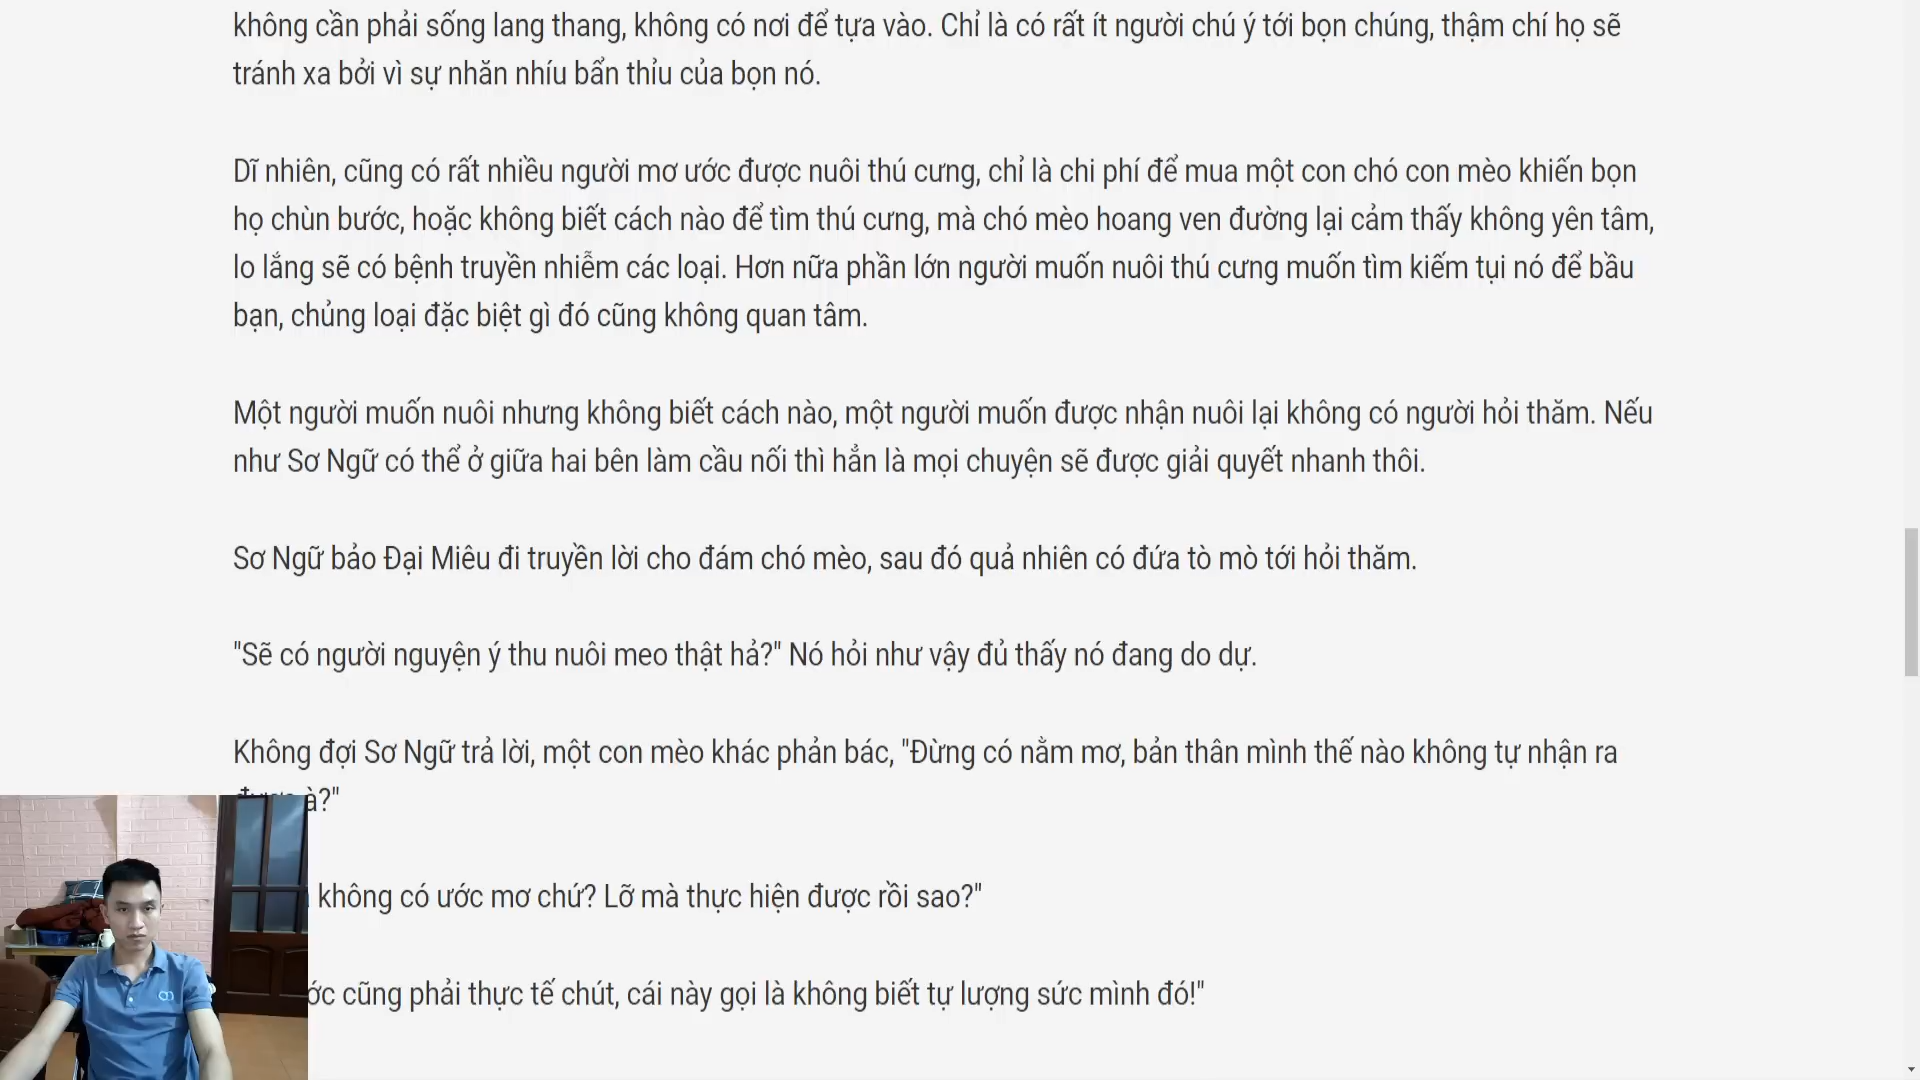 không cần phải sống lang thang, không có nơi để tựa vào. Chỉ là có rất ít người chú ý tới bọn chúng, thậm chí họ sẽ
tránh xa bởi vì sự nhăn nhíu bẩn thỉu của bọn nó.
Dĩ nhiên, cũng có rất nhiều người mơ ước được nuôi thú cưng, chỉ là chi phí để mua một con chó con mèo khiến bọn
họ chùn bước, hoặc không biết cách nào để tìm thú cưng, mà chó mèo hoang ven đường lại cảm thấy không yên tâm,
lo lắng sẽ có bệnh truyền nhiễm các loại. Hơn nữa phần lớn người muốn nuôi thú cưng muốn tìm kiếm tụi nó để bầu
bạn, chủng loại đặc biệt gì đó cũng không quan tâm.
Một người muốn nuôi nhưng không biết cách nào, một người muốn được nhận nuôi lại không có người hỏi thăm. Nếu
như Sơ Ngữ có thể ở giữa hai bên làm cầu nối thì hẳn là mọi chuyện sẽ được giải quyết nhanh thôi.
Sơ Ngữ bảo Đại Miêu đi truyền lời cho đám chó mèo, sau đó quả nhiên có đứa tò mò tới hỏi thăm.
"Sẽ có người nguyện ý thu nuôi meo thật hả?" Nó hỏi như vậy đủ thấy nó đang do dự.
Không đợi Sơ Ngữ trả lời, một con mèo khác phản bác, "Đừng có nằm mơ, bản thân mình thế nào không tự nhận ra
à?"
không có ước mơ chứ? Lỡ mà thực hiện được rồi sao?"
cũng phải thực tế chút, cái này gọi là không biết tự lượng sức mình đó!"